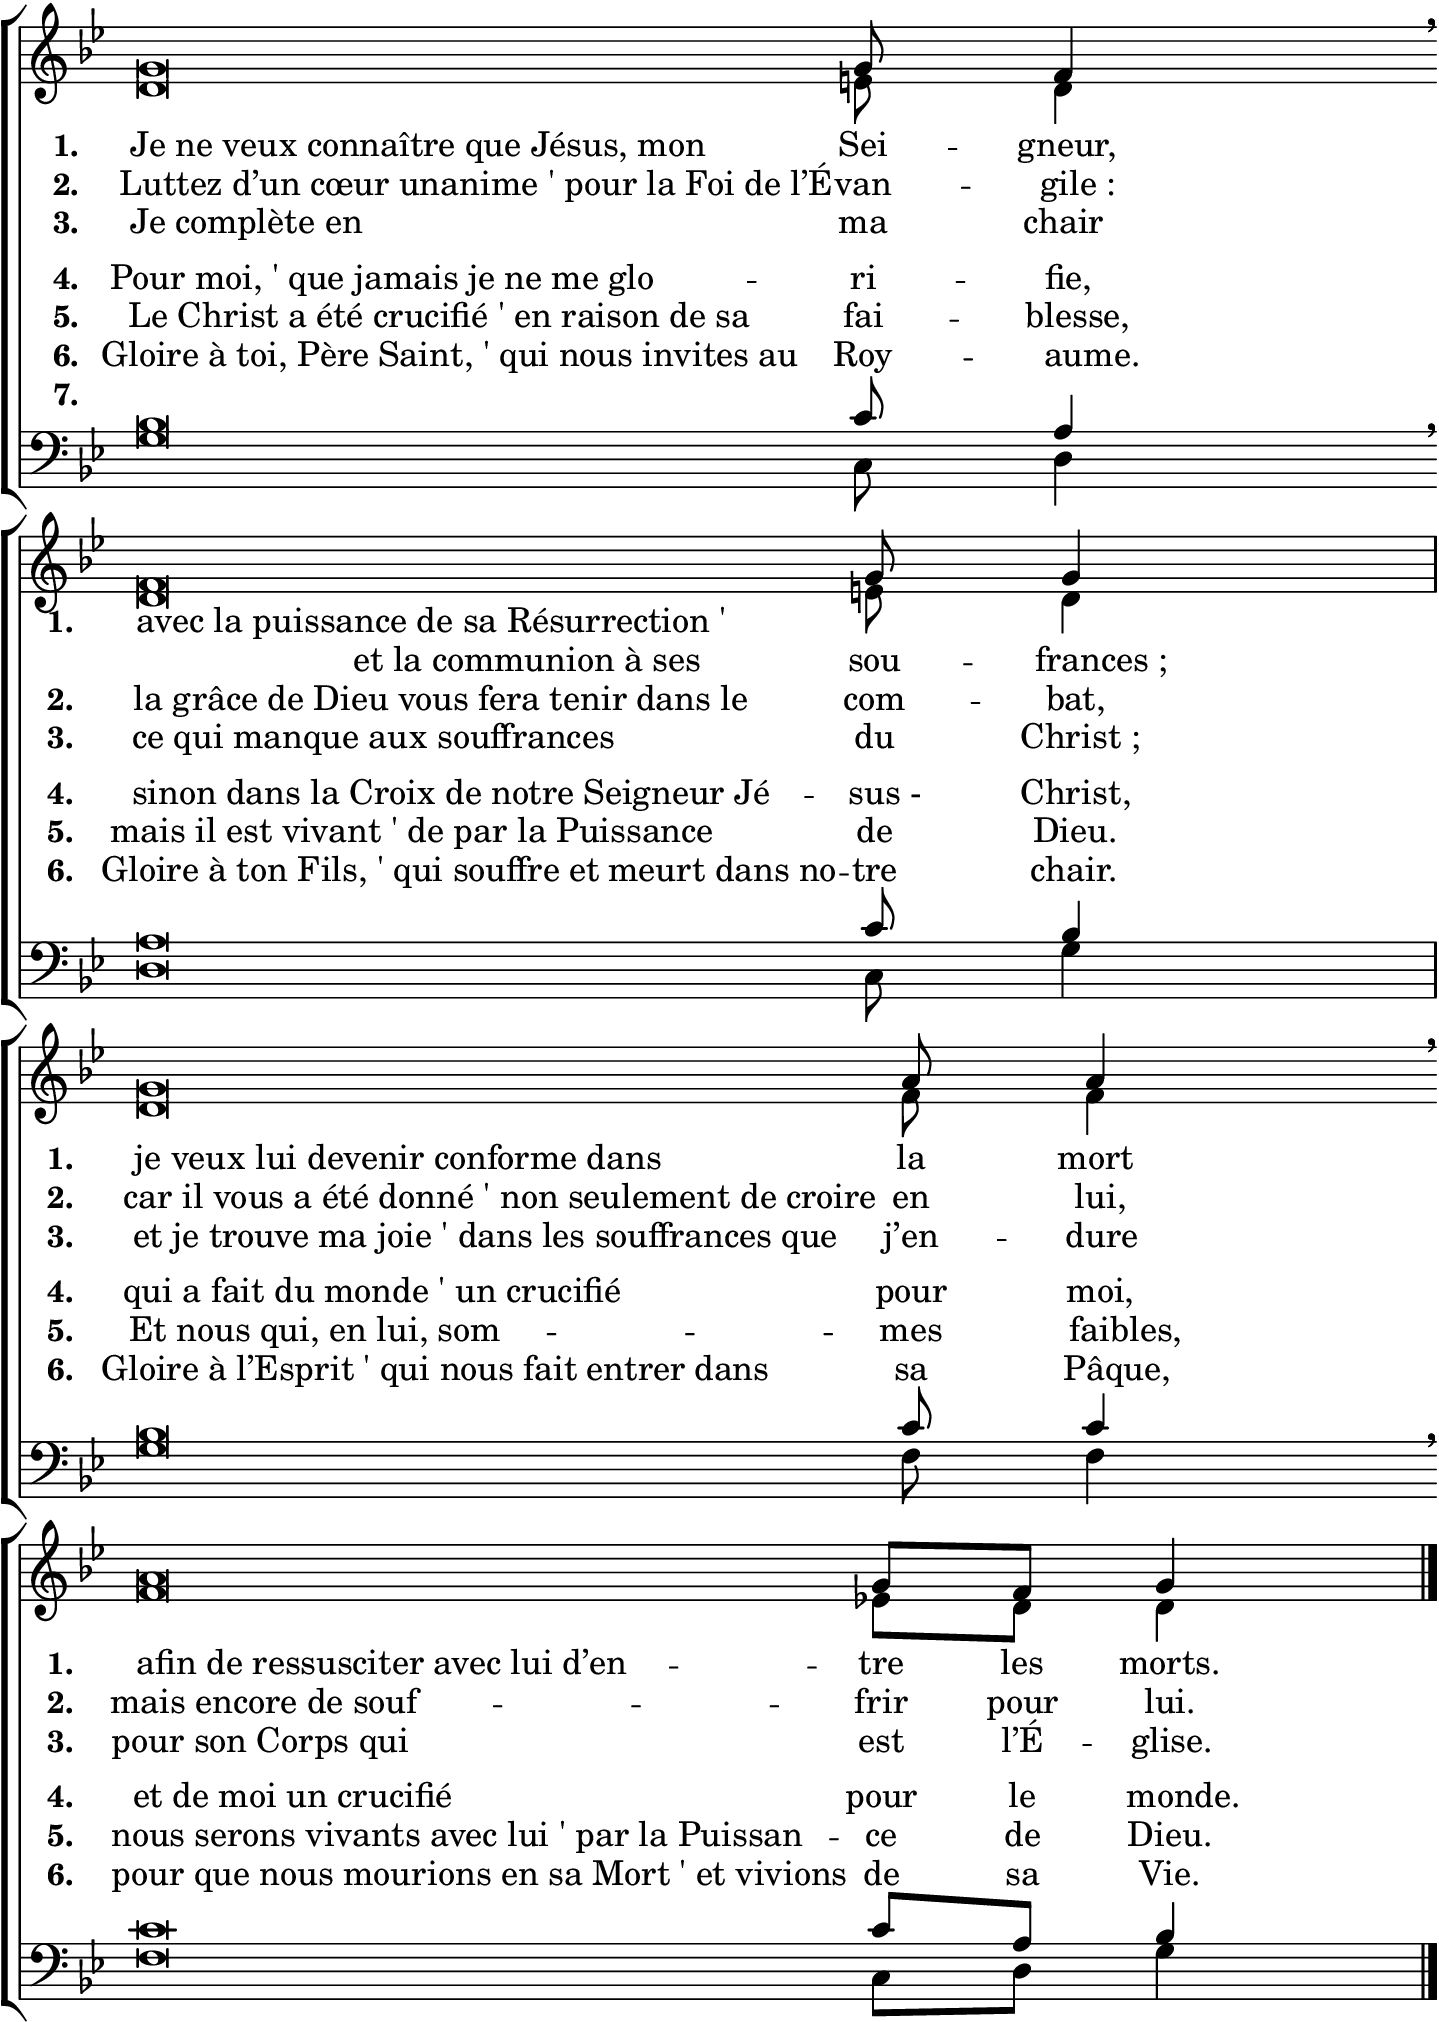 1. Je ne veux connaître que Jésus, mon Sei - gneur,
2. Luttez d’un cœur unanime ' pour la Foi de l’Évan - gile :
3. Je complète en ma chair
4. Pour moi, ' que jamais je ne me glo - ri - fie,
5. Le Christ a été crucifié ' en raison de sa fai - blesse,
6. Gloire à toi, Père Saint, ' qui nous invites au Roy - aume.
7.
1. avec la puissance de sa Résurrection '
et la communion à ses sou - frances ;
2. la grâce de Dieu vous fera tenir dans le com - bat,
3. ce qui manque aux souffrances du Christ ;
4. sinon dans la Croix de notre Seigneur Jé - sus - Christ,
5. mais il est vivant ' de par la Puissance de Dieu.
6. Gloire à ton Fils, ' qui souffre et meurt dans no - tre chair.
1. je veux lui devenir conforme dans la mort
2. car il vous a été donné ' non seulement de croire en lui,
3. et je trouve ma joie ' dans les souffrances que j’en - dure
4. qui a fait du monde ' un crucifié pour moi,
5. Et nous qui, en lui, som - - - mes faibles,
6. Gloire à l’Esprit ' qui nous fait entrer dans sa Pâque,
1. afin de ressusciter avec lui d’en - - tre les morts.
2. mais encore de souf - - - frir pour lui.
3. pour son Corps qui est l’É - glise.
4. et de moi un crucifié pour le monde.
5. nous serons vivants avec lui ' par la Puissan - ce de Dieu.
6. pour que nous mourions en sa Mort ' et vivions de sa Vie.